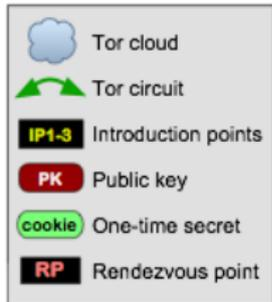 Tor cloud
Tor circuit
IP1-3 Introduction points
PK Public key
cookie One-time secret
RP Rendezvous point